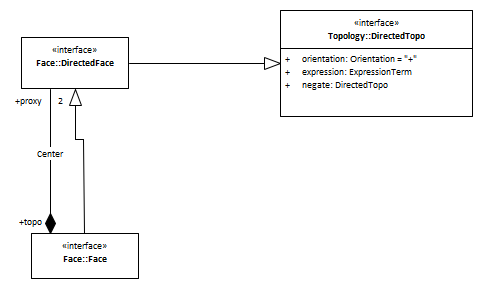 «interface»
Topology::DirectedTopo
+ orientation: Orientation = "+"
+ expression: ExpressionTerm
+ negate: DirectedTopo
«interface»
Face::DirectedFace
+proxy 2
Center
+topo
«interface»
Face::Face